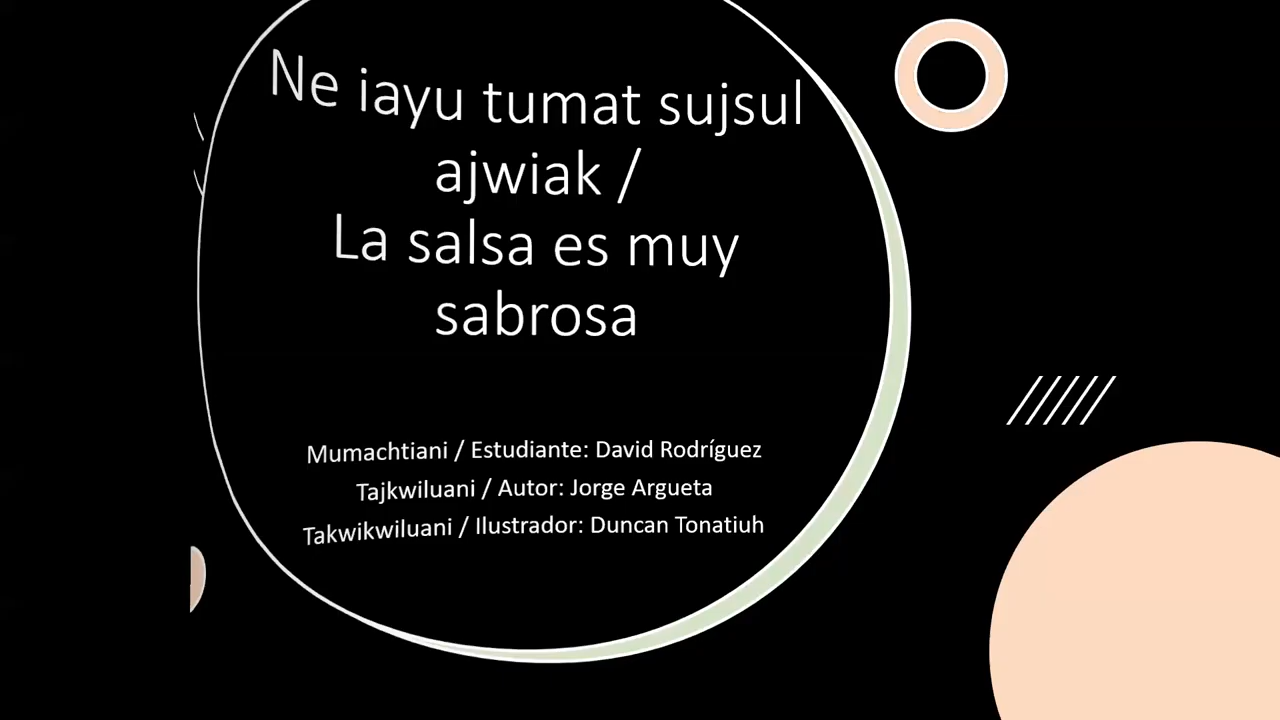 Ne iayu tumat sujsul
ajwiak /
La salsa es muy
sabrosa
Mumachtiani / Estudiante: David Rodríguez
Tajkwiluani / Autor: Jorge Argueta
Takwikwiluani / Ilustrador: Duncan Tonatiuh